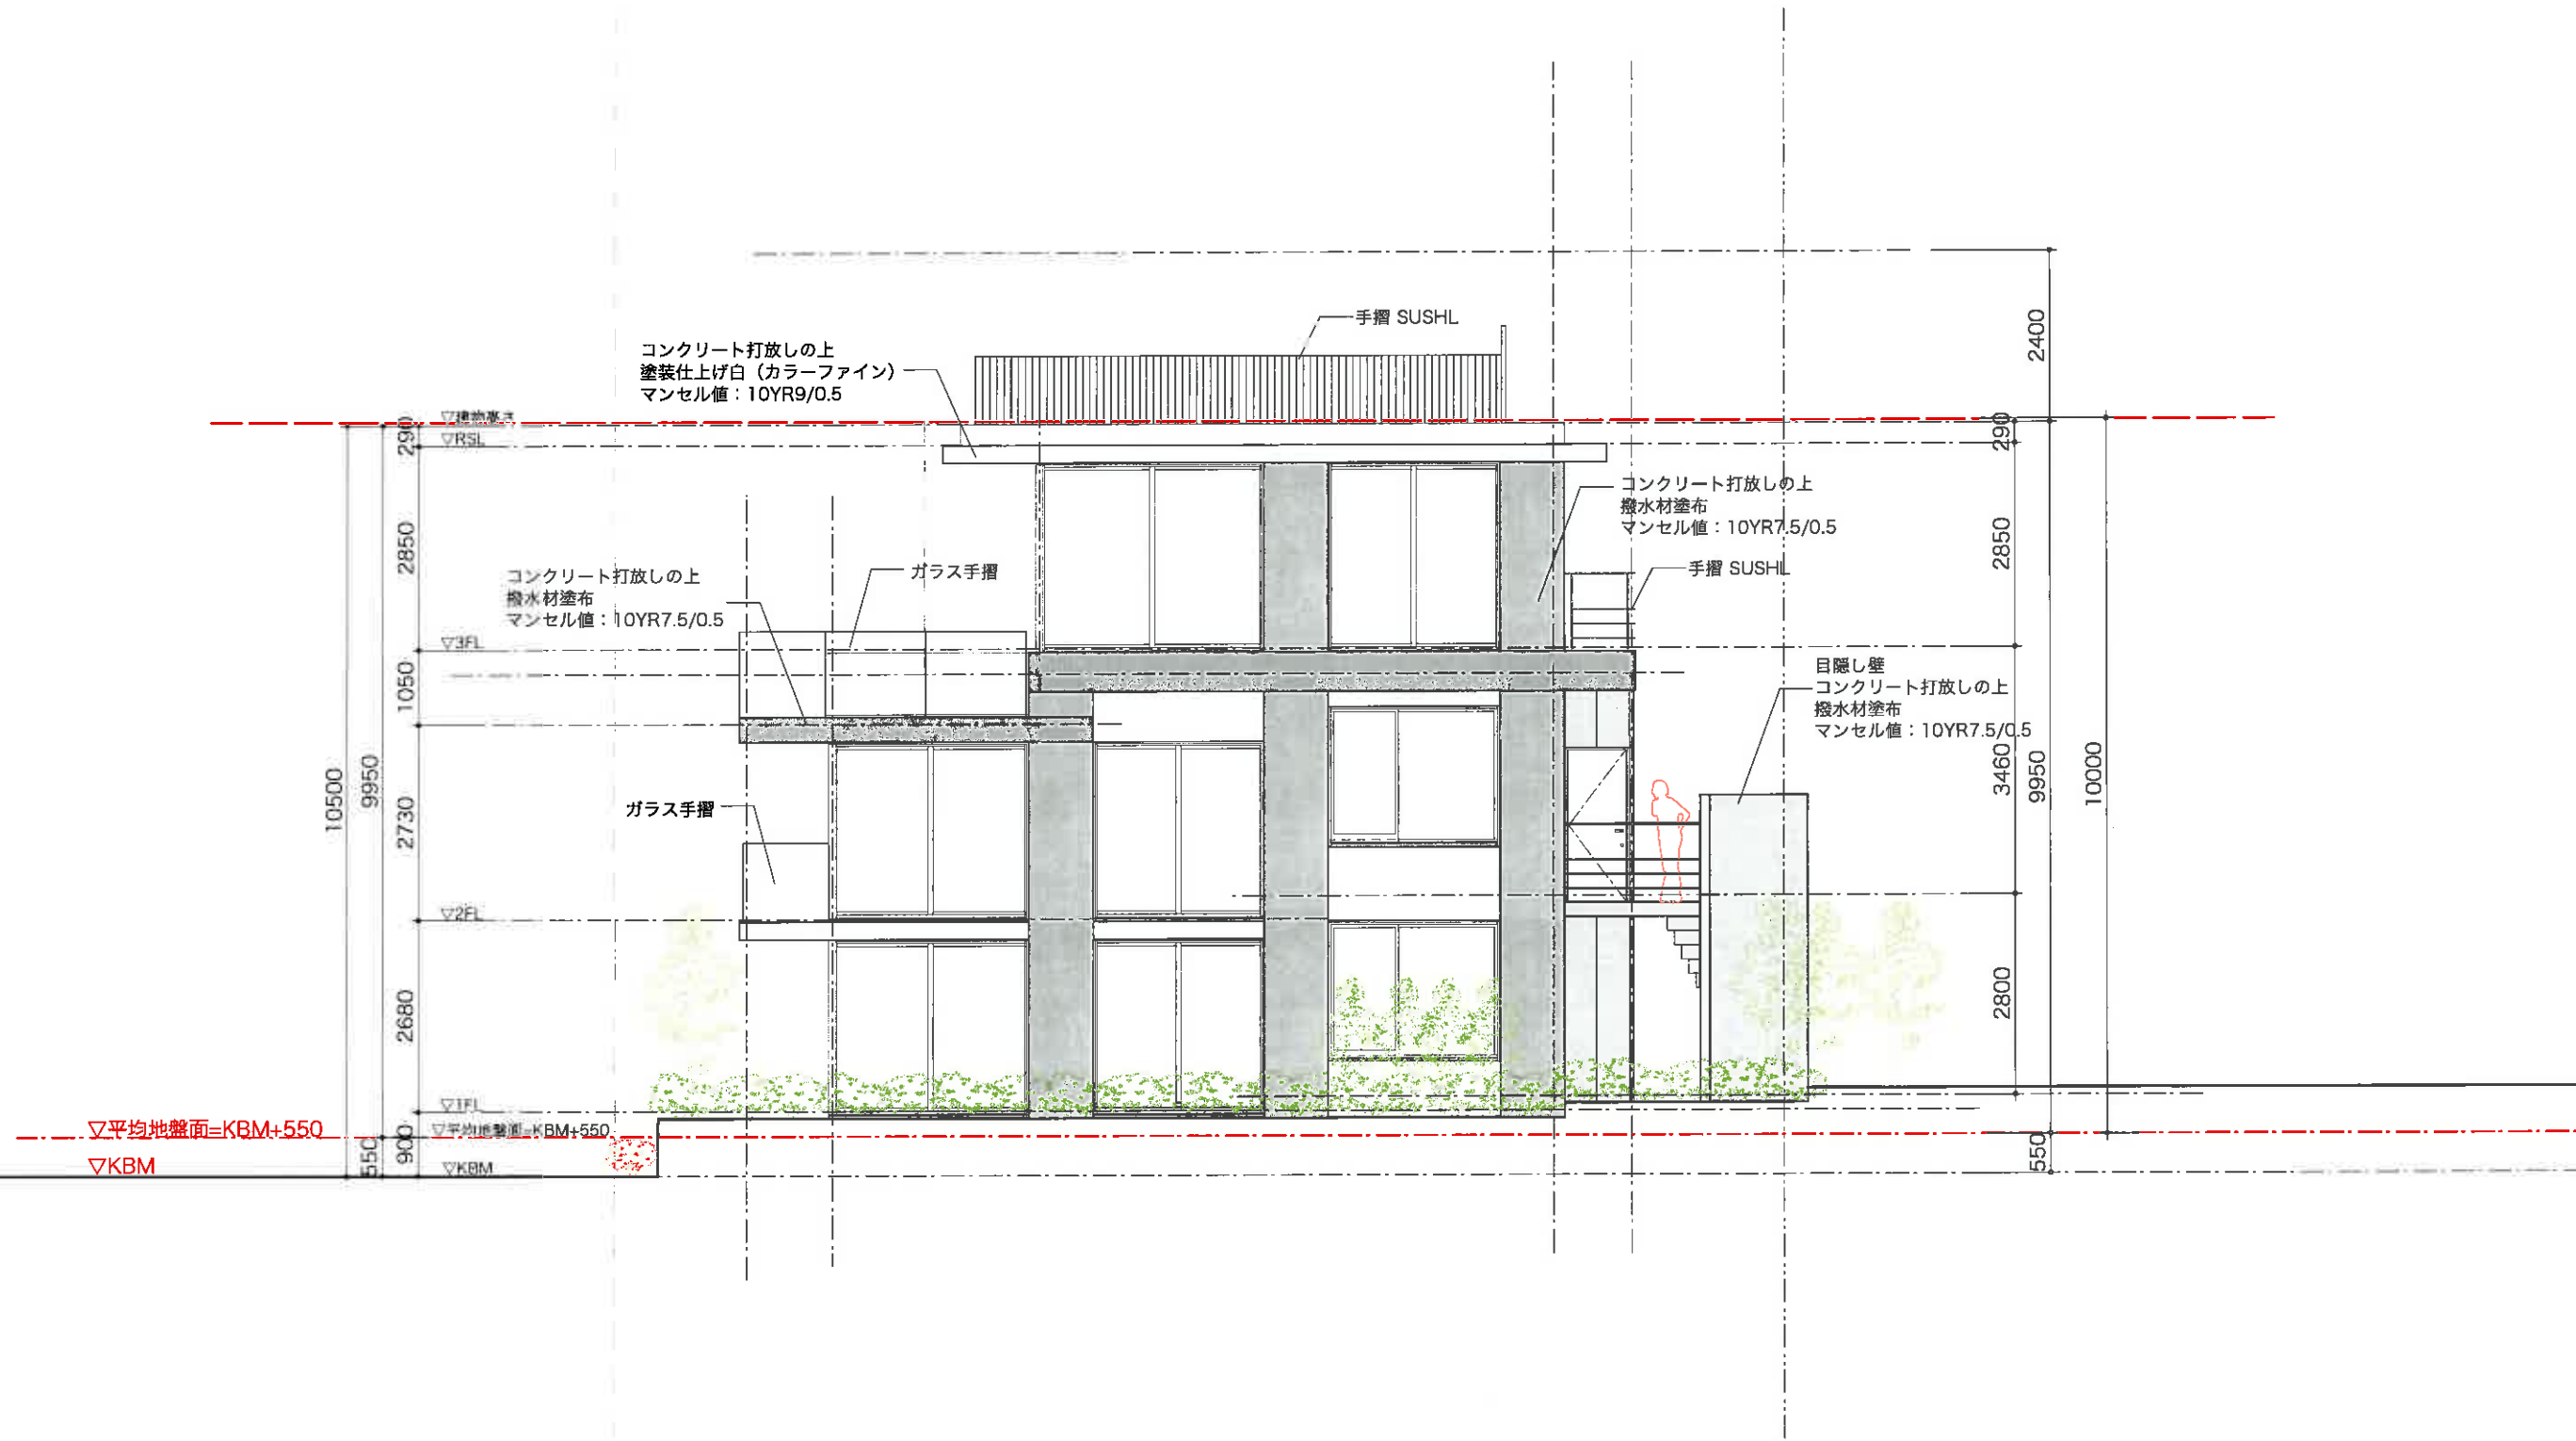 手摺 SUSHL
コンクリート打放しの上
塗装仕上げ白（カラーファイン）
マンセル値：10YR9/0.5
2400
▽建物高さ
▽RSL
290
290
コンクリート打放しの上
撥水材塗布
マンセル値：10YR7.5/0.5
2850
2850
手摺 SUSHL
ガラス手摺
コンクリート打放しの上
撥水材塗布
マンセル値：10YR7.5/0.5
▽3FL
1050
目隠し壁
コンクリート打放しの上
撥水材塗布
マンセル値：10YR7.5/0.5
10500
9950
2730
ガラス手摺
3460
9950
10000
▽2FL
2680
2800
▽1FL
▽平均地盤面=KBM+550
▽平均地盤面=KBM+550
550
900
550
▽KBM
▽KBM